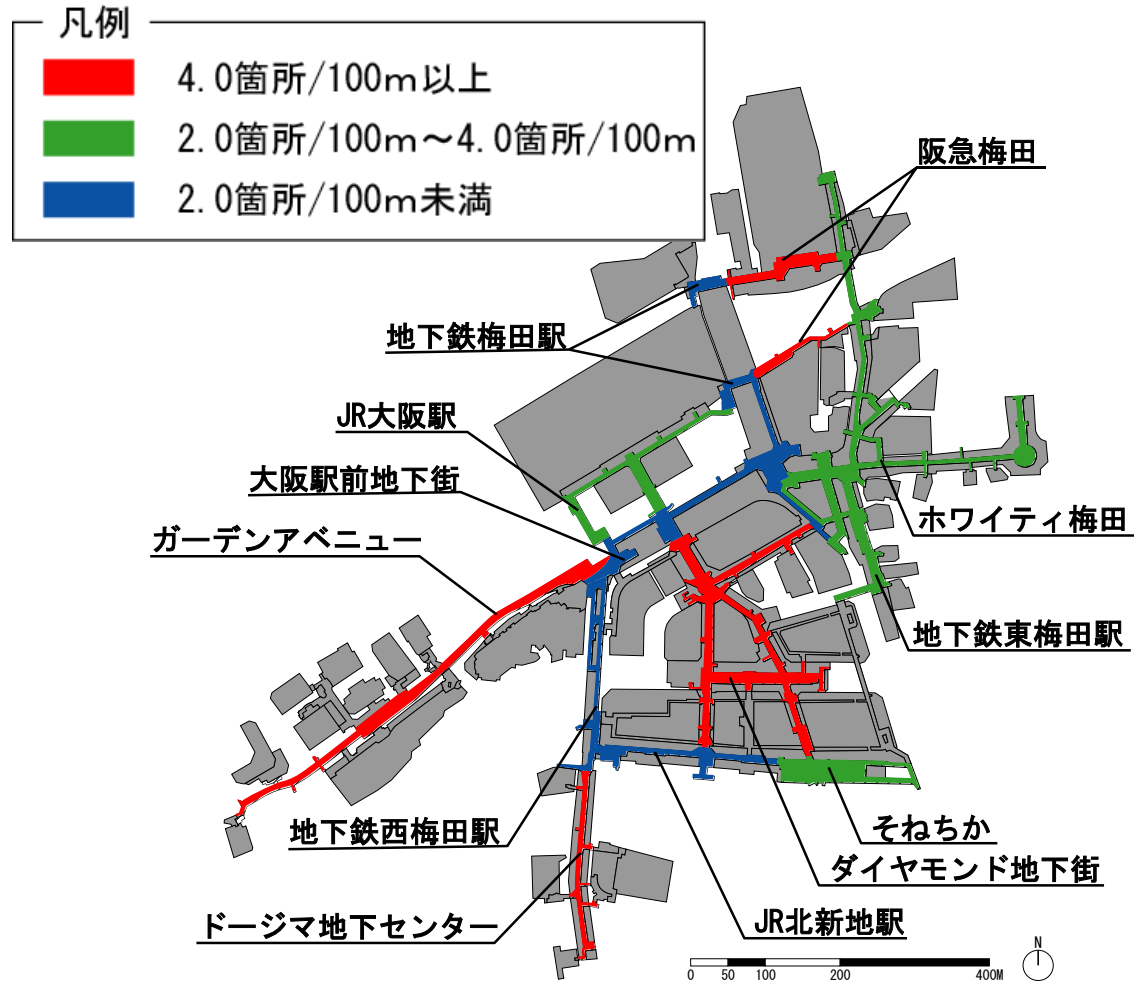 凡例
4.0箇所/100m以上
2.0箇所/100m～4.0箇所/100m
2.0箇所/100m未満
阪急梅田
地下鉄梅田駅
JR大阪駅
大阪駅前地下街
ガーデンアベニュー
ホワイティ梅田
地下鉄東梅田駅
地下鉄西梅田駅
そねちか
ダイヤモンド地下街
ドージマ地下センター
JR北新地駅
N
0 50 100 200 400M